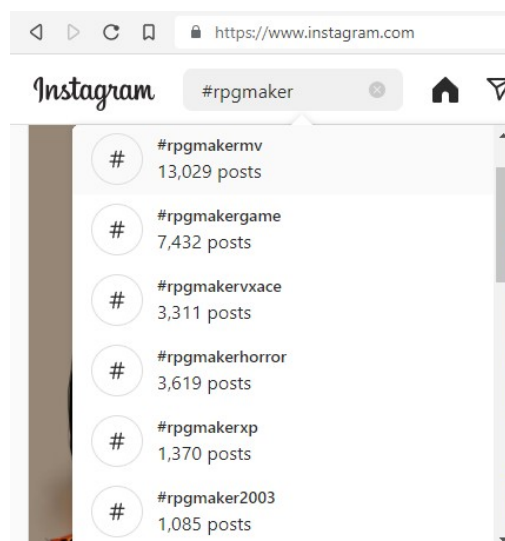 https://www.instagram.com
Instagram
#rpgmaker
#
#rpgmakermv
13,029 posts
#
#rpgmakergame
7,432 posts
#
#rpgmakervxace
3,311 posts
#
#rpgmakerhorror
3,619 posts
#
#rpgmakerxp
1,370 posts
#
#rpgmaker2003
1,085 posts